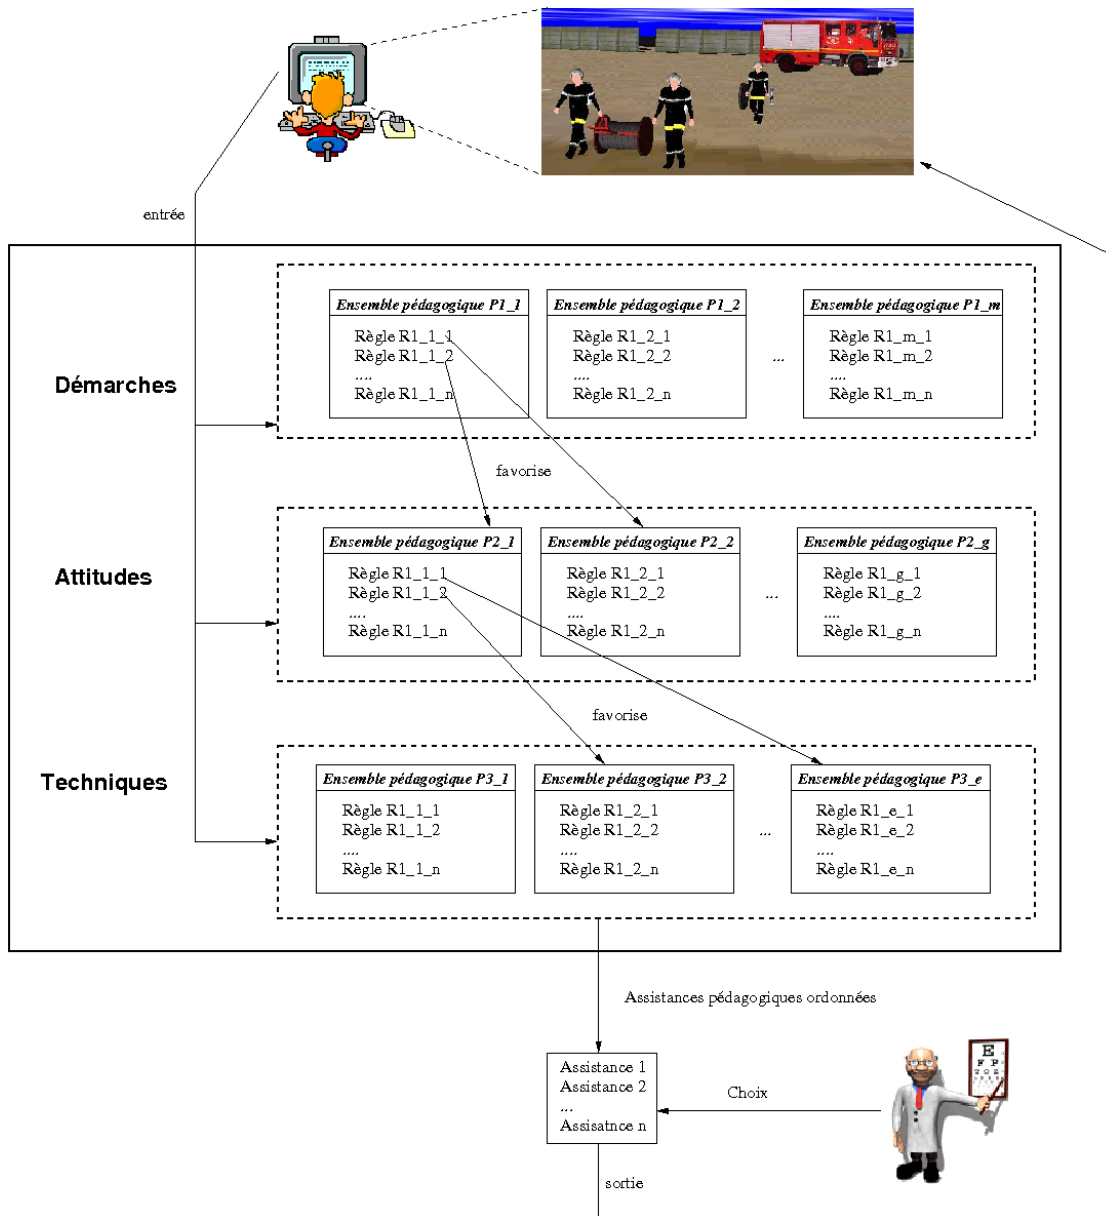 entrée
Démarches
Ensemble pédagogique P1_1
Règle R1_1_1
Règle R1_1_2
....
Règle R1_1_n
Ensemble pédagogique P1_2
Règle R1_2_1
Règle R1_2_2
....
Règle R1_2_n
...
Ensemble pédagogique P1_m
Règle R1_m_1
Règle R1_m_2
....
Règle R1_m_n
favorise
Attitudes
Ensemble pédagogique P2_1
Règle R1_1_1
Règle R1_1_2
....
Règle R1_1_n
Ensemble pédagogique P2_2
Règle R1_2_1
Règle R1_2_2
....
Règle R1_2_n
...
Ensemble pédagogique P2_g
Règle R1_g_1
Règle R1_g_2
....
Règle R1_g_n
favorise
Techniques
Ensemble pédagogique P3_1
Règle R1_1_1
Règle R1_1_2
....
Règle R1_1_n
Ensemble pédagogique P3_2
Règle R1_2_1
Règle R1_2_2
....
Règle R1_2_n
...
Ensemble pédagogique P3_e
Règle R1_e_1
Règle R1_e_2
....
Règle R1_e_n
Assistances pédagogiques ordonnées
Assistance 1
Assistance 2
...
Assisatnce n
Choix
E
F P
sortie